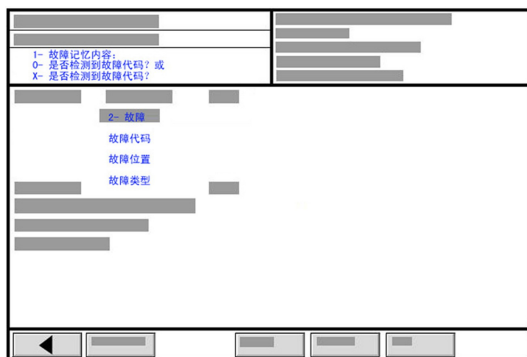 1- 故障记忆内容：
0- 是否检测到故障代码？或
X- 是否检测到故障代码？
2- 故障
故障代码
故障位置
故障类型